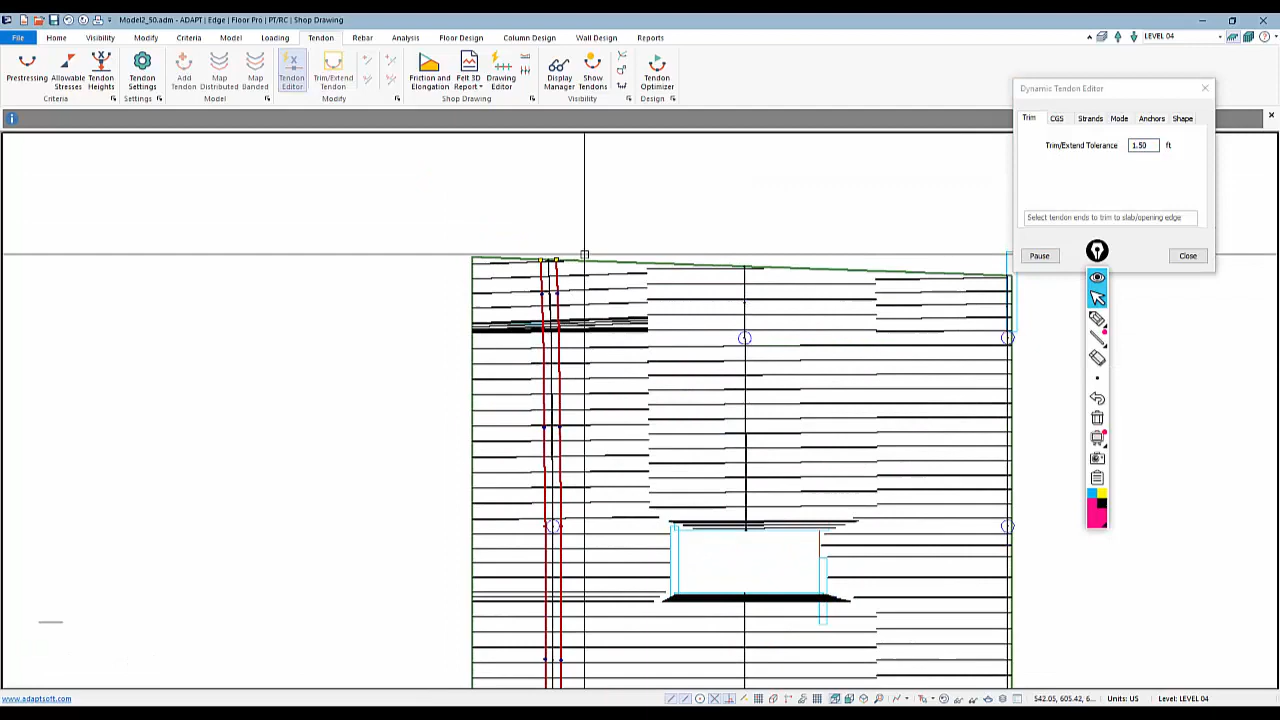 Model2_50.adm - ADAPT | Edge | Floor Pro | PT/RC | Shop Drawing
File Home Visibility Modify Criteria Model Loading Tendon Rebar Analysis Floor Design Column Design Wall Design Reports LEVEL 04
Prestressing Allowable Stresses Tendon Heights Tendon Settings Add Tendon Map Distributed Map Banded Tendon Editor Trim/Extend Tendon Friction and Elongation Felt 3D Report Drawing Editor Display Manager Show Tendons Tendon Optimizer
Criteria Settings Model Modify Shop Drawing Visibility Design
Dynamic Tendon Editor
Trim CGS Strands Mode Anchors Shape
Trim/Extend Tolerance 1.50 ft
Select tendon ends to trim to slab/opening edge
Pause Close
www.adaptsoft.com 542.05, 605.42, 6... Units: US Level: LEVEL 04